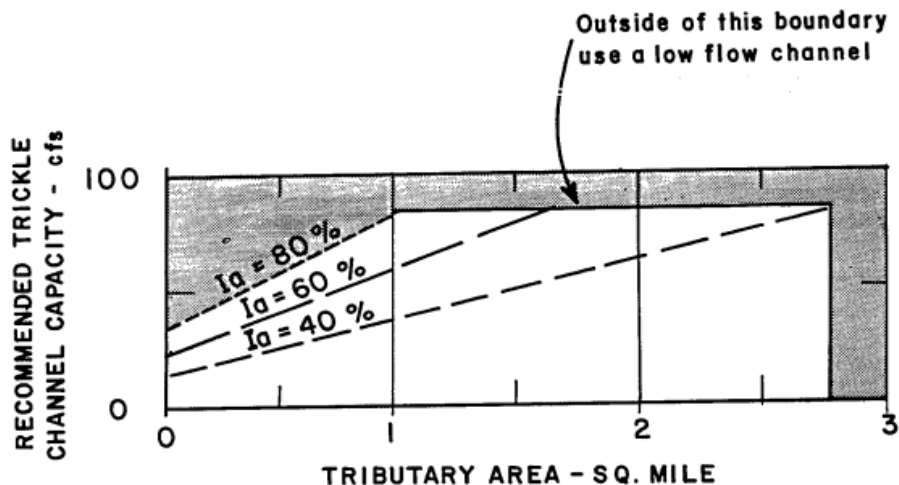 Outside of this boundary
use a low flow channel
RECOMMENDED TRICKLE
CHANNEL CAPACITY - cfs
100
0
Ia = 80 %
Ia = 60 %
Ia = 40 %
0
1
2
3
TRIBUTARY AREA - SQ. MILE